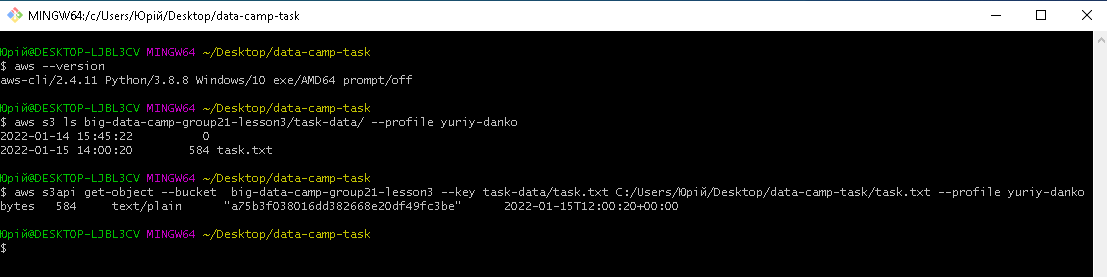 MINGW64:/c/Users/Юрій/Desktop/data-camp-task
Юрій@DESKTOP-LJBL3CV MINGW64 ~/Desktop/data-camp-task
$ aws --version
aws-cli/2.4.11 Python/3.8.8 Windows/10 exe/AMD64 prompt/off
Юрій@DESKTOP-LJBL3CV MINGW64 ~/Desktop/data-camp-task
$ aws s3 ls big-data-camp-group21-lesson3/task-data/ --profile yuriy-danko
2022-01-14 15:45:22          0
2022-01-15 14:00:20        584 task.txt
Юрій@DESKTOP-LJBL3CV MINGW64 ~/Desktop/data-camp-task
$ aws s3api get-object --bucket  big-data-camp-group21-lesson3 --key task-data/task.txt C:/Users/Юрій/Desktop/data-camp-task/task.txt --profile yuriy-danko
bytes   584     text/plain      "a75b3f038016dd382668e20df49fc3be"      2022-01-15T12:00:20+00:00
Юрій@DESKTOP-LJBL3CV MINGW64 ~/Desktop/data-camp-task
$